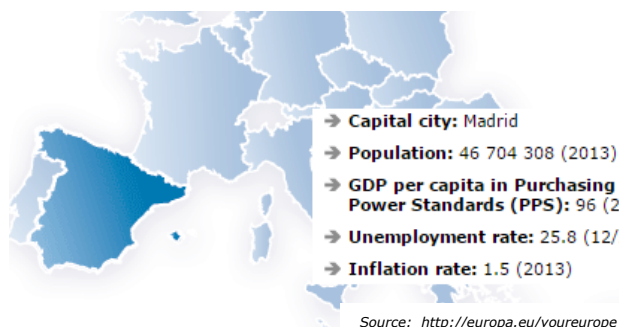 → Capital city: Madrid
→ Population: 46 704 308 (2013)
→ GDP per capita in Purchasing
Power Standards (PPS): 96 (2
→ Unemployment rate: 25.8 (12/
→ Inflation rate: 1.5 (2013)
Source: http://europa.eu/youreurope